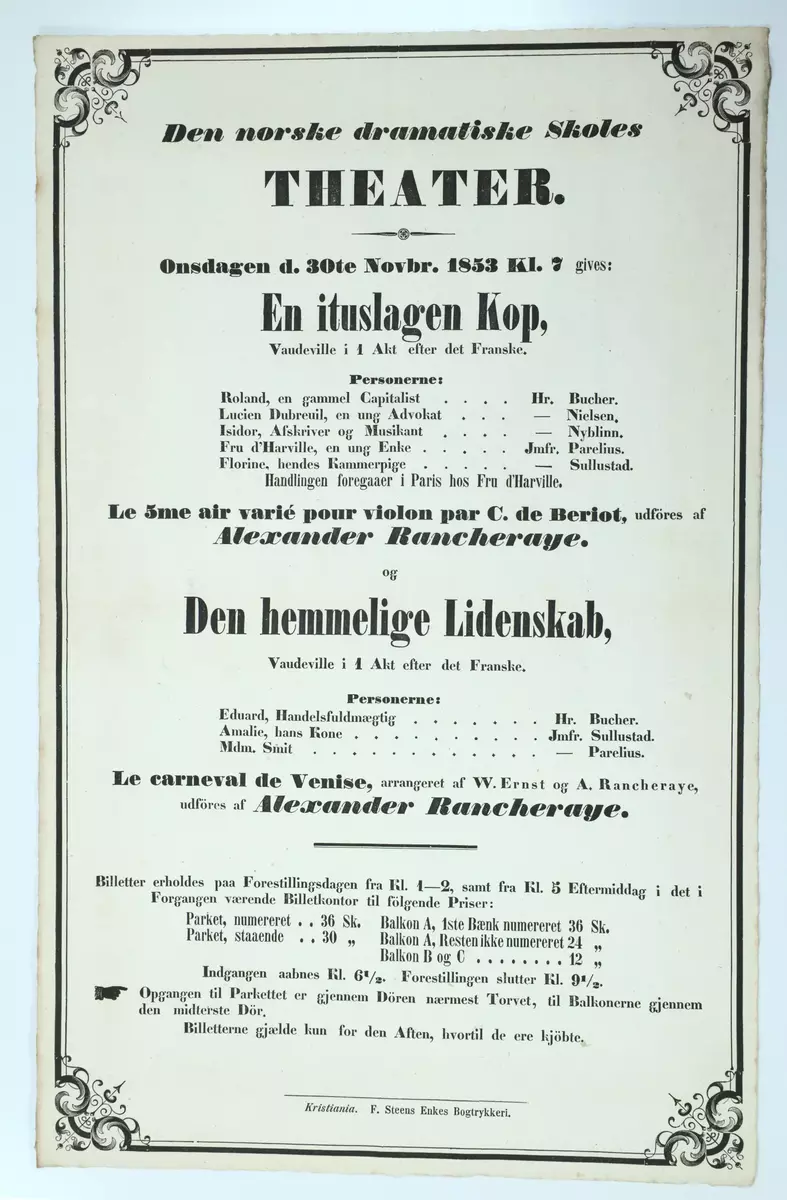 Den norske dramatiske Skoles
THEATER.
Onsdagen d. 30te Novbr. 1853 Kl. 7 gives:
En ituslagen Kop,
Vaudeville i 1 Akt efter det Franske.
Personerne:
Roland, en gammel Capitalist . . . . Hr. Bucher.
Lucien Dubreuil, en ung Advokat . . . — Nielsen.
Isidor, Afskriver og Musikant . . . . — Nyblinn.
Fru d'Harville, en ung Enke . . . . . Jmfr. Parelius.
Florine, hendes Kammerpige . . . . . — Sullustad.
Handlingen foregaaer i Paris hos Fru d'Harville.
Le 5me air varié pour violon par C. de Beriot, udföres af
Alexander Rancheraye.
og
Den hemmelige Lidenskab,
Vaudeville i 1 Akt efter det Franske.
Personerne:
Eduard, Handelsfuldmægtig . . . . . . . Hr. Bucher.
Amalie, hans Kone . . . . . . . . . . Jmfr. Sullustad.
Mdm. Smit . . . . . . . . . . . . — Parelius.
Le carneval de Venise, arrangeret af W. Ernst og A. Rancheraye,
udföres af Alexander Rancheraye.
Billetter erholdes paa Forestillingsdagen fra Kl. 1—2, samt fra Kl. 5 Eftermiddag i det i
Forgangen værende Billetkontor til fölgende Priser:
Parket, numereret . . 36 Sk. Balkon A, 1ste Bænk numereret 36 Sk.
Parket, staaende . . 30 „ Balkon A, Resten ikke numereret 24 „
Balkon B og C . . . . . . . . 12 „
Indgangen aabnes Kl. 6½. Forestillingen slutter Kl. 9½.
Opgangen til Parkettet er gjennem Dören nærmest Torvet, til Balkonerne gjennem
den midterste Dör.
Billetterne gjælde kun for den Aften, hvortil de ere kjöbte.
Kristiania. F. Steens Enkes Bogtrykkeri.